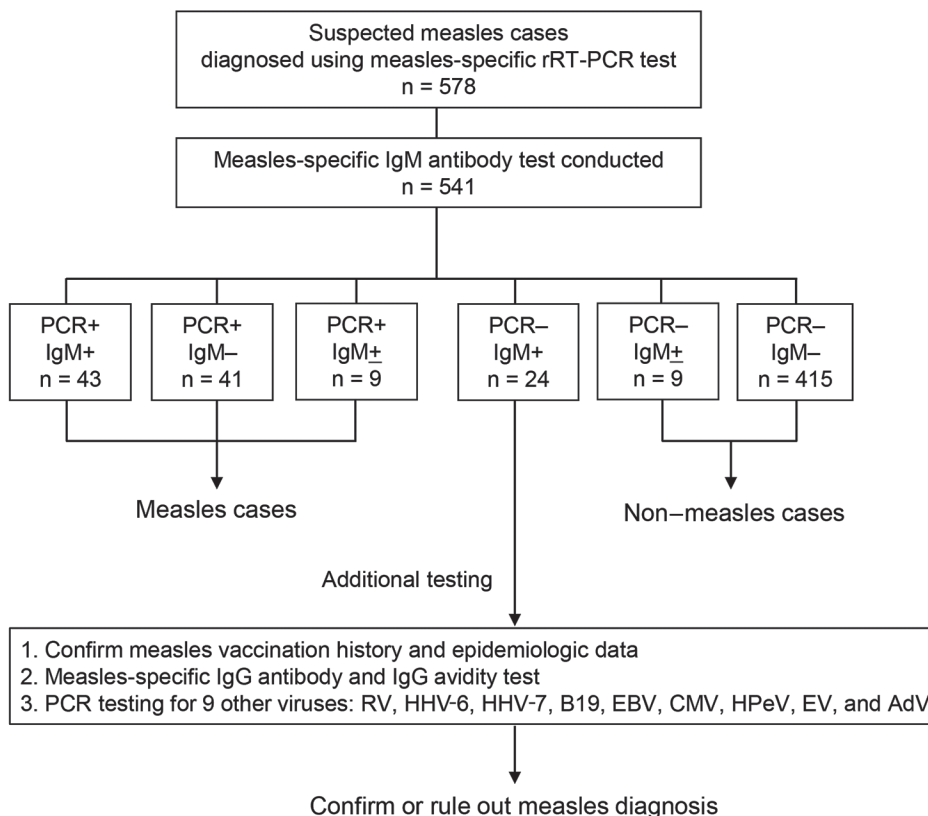 Suspected measles cases
diagnosed using measles-specific rRT-PCR test
n = 578
Measles-specific IgM antibody test conducted
n = 541
PCR+
IgM+
n = 43
PCR+
IgM–
n = 41
PCR+
IgM±
n = 9
PCR–
IgM+
n = 24
PCR–
IgM±
n = 9
PCR–
IgM–
n = 415
Measles cases
Non–measles cases
Additional testing
1. Confirm measles vaccination history and epidemiologic data
2. Measles-specific IgG antibody and IgG avidity test
3. PCR testing for 9 other viruses: RV, HHV-6, HHV-7, B19, EBV, CMV, HPeV, EV, and AdV
Confirm or rule out measles diagnosis